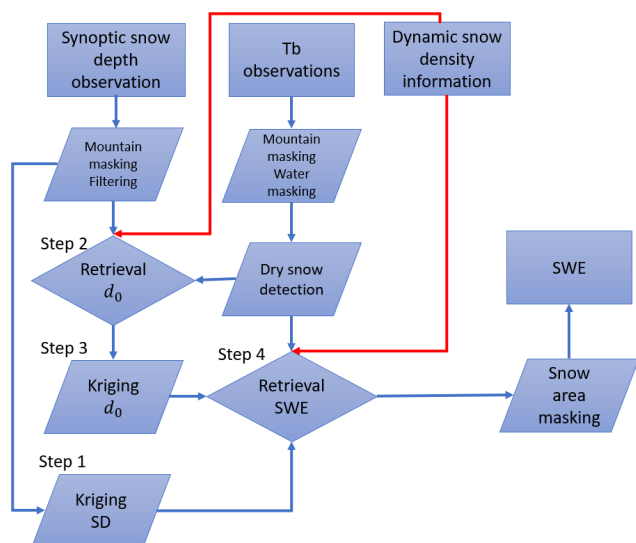 Synoptic snow
depth
observation
Tb
observations
Dynamic snow
density
information
Mountain
masking
Filtering
Mountain
masking
Water
masking
Step 2
Retrieval
d₀
Dry snow
detection
SWE
Step 3
Kriging
d₀
Step 4
Retrieval
SWE
Snow
area
masking
Step 1
Kriging
SD